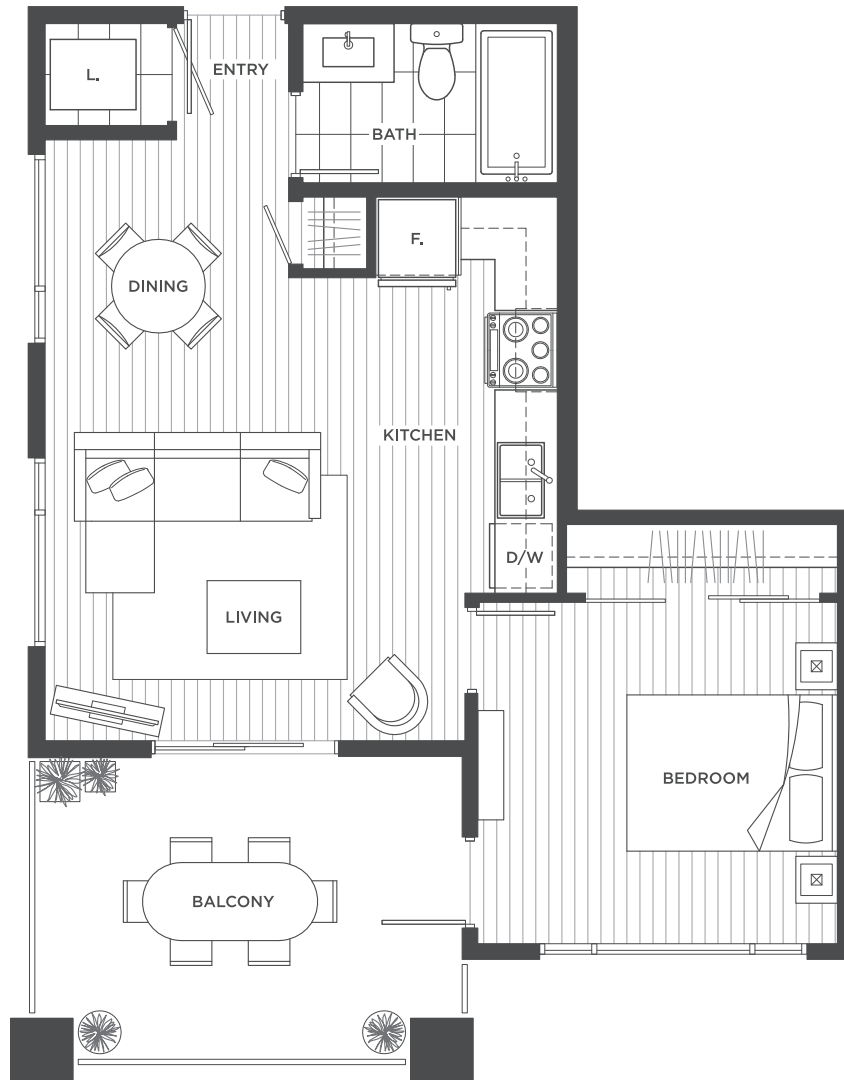 L.
ENTRY
BATH
F.
DINING
KITCHEN
D/W
LIVING
BEDROOM
BALCONY